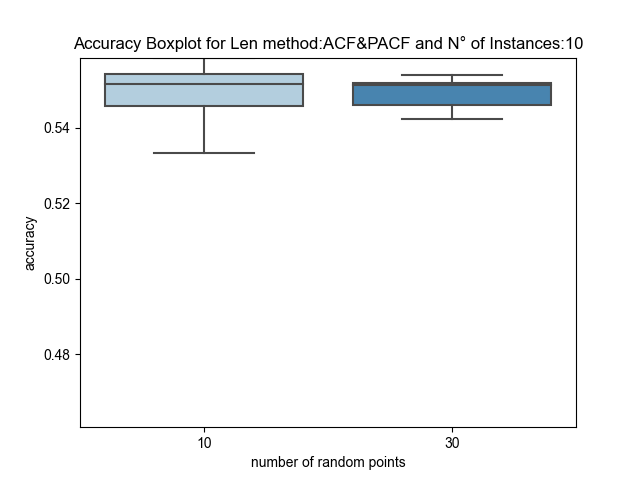 Accuracy Boxplot for Len method:ACF&PACF and N° of Instances:10
0.54
0.52
0.50
0.48
accuracy
10
30
number of random points